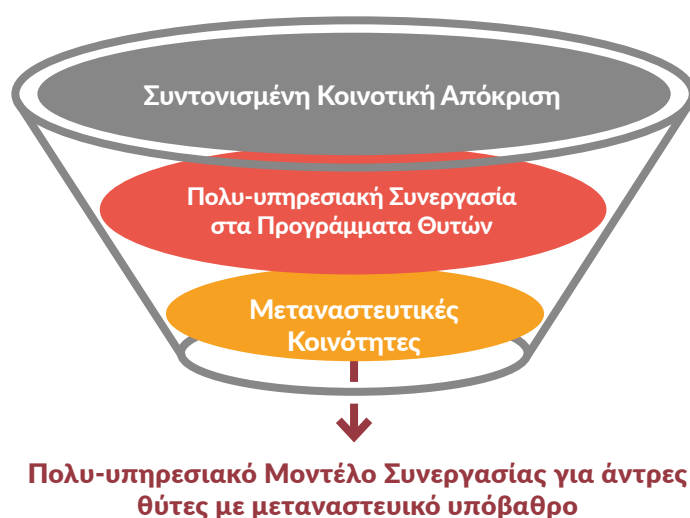 Συντονισμένη Κοινοτική Απόκριση
Πολυ-υπηρεσιακή Συνεργασία
στα Προγράμματα Θυτών
Μεταναστευτικές
Κοινότητες
Πολυ-υπηρεσιακό Μοντέλο Συνεργασίας για άντρες
θύτες με μεταναστευικό υπόβαθρο